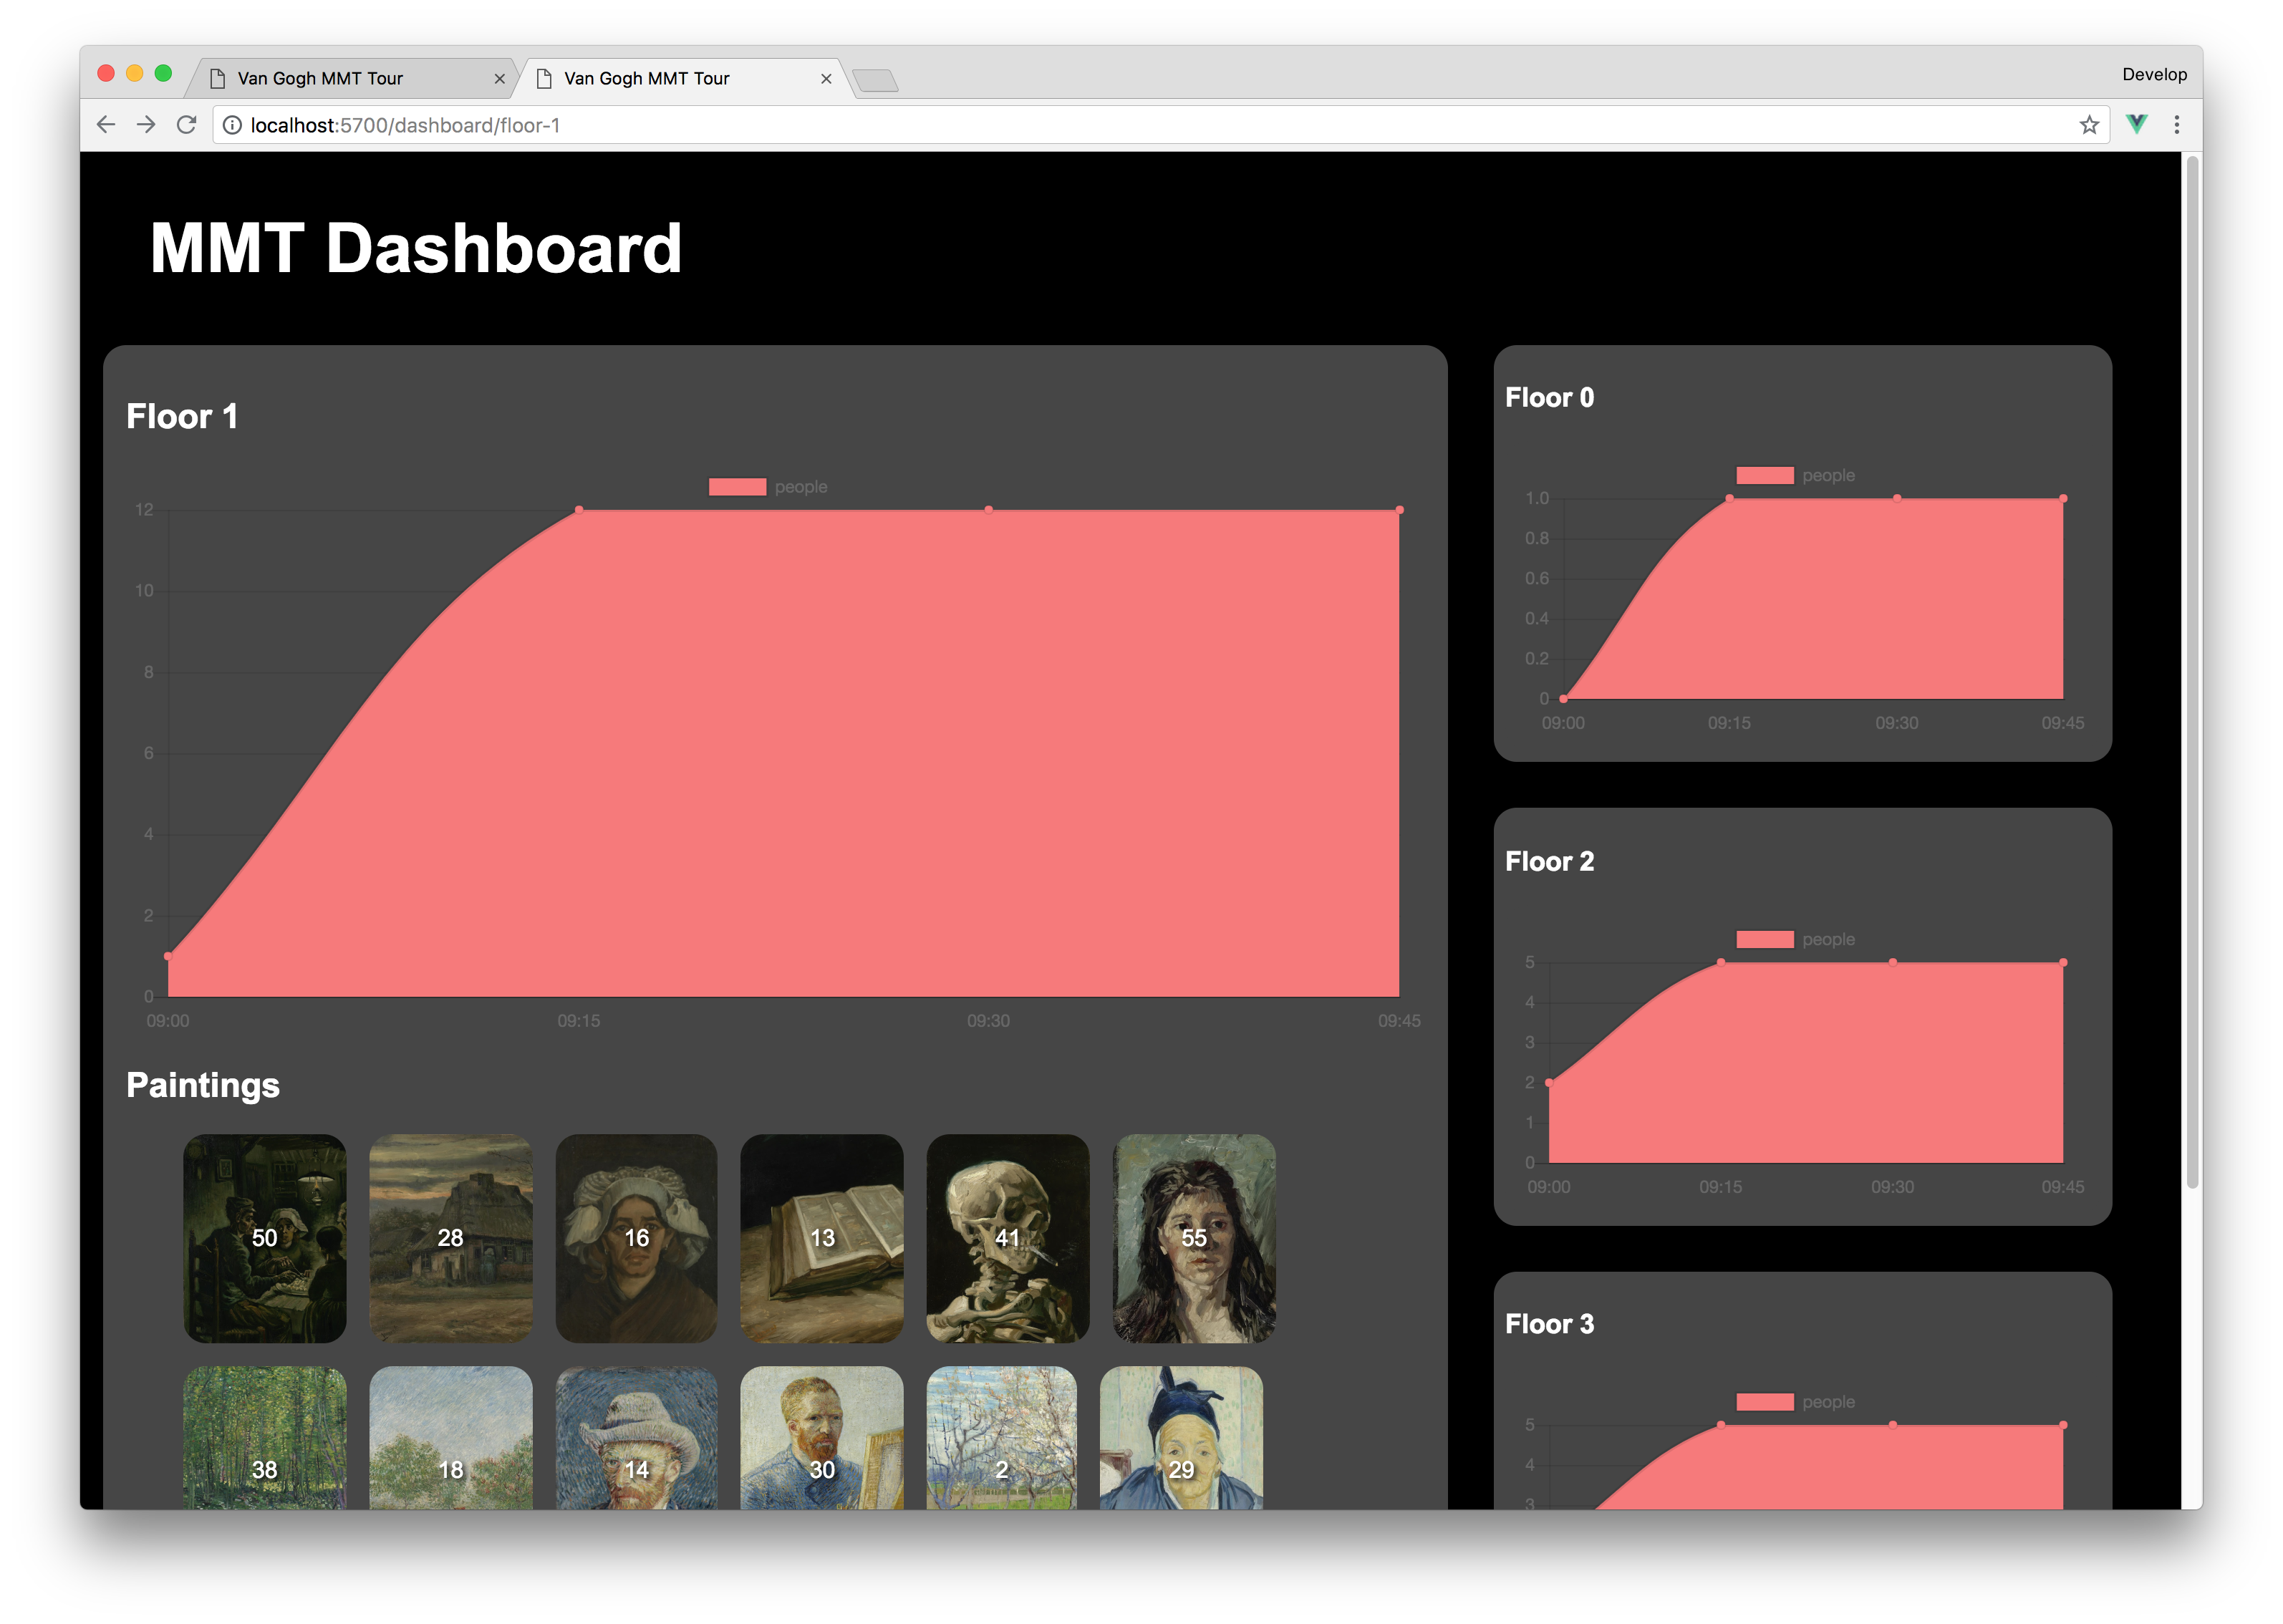 Van Gogh MMT Tour
Van Gogh MMT Tour
Develop
localhost:5700/dashboard/floor-1
MMT Dashboard
Floor 1
people
12
10
8
6
4
2
0
09:00 09:15 09:30 09:45
Paintings
50 28 16 13 41 55
38 18 14 30 2 29
Floor 0
people
1.0
0.8
0.6
0.4
0.2
0
09:00 09:15 09:30 09:45
Floor 2
people
5
4
3
2
1
0
09:00 09:15 09:30 09:45
Floor 3
people
5
4
3